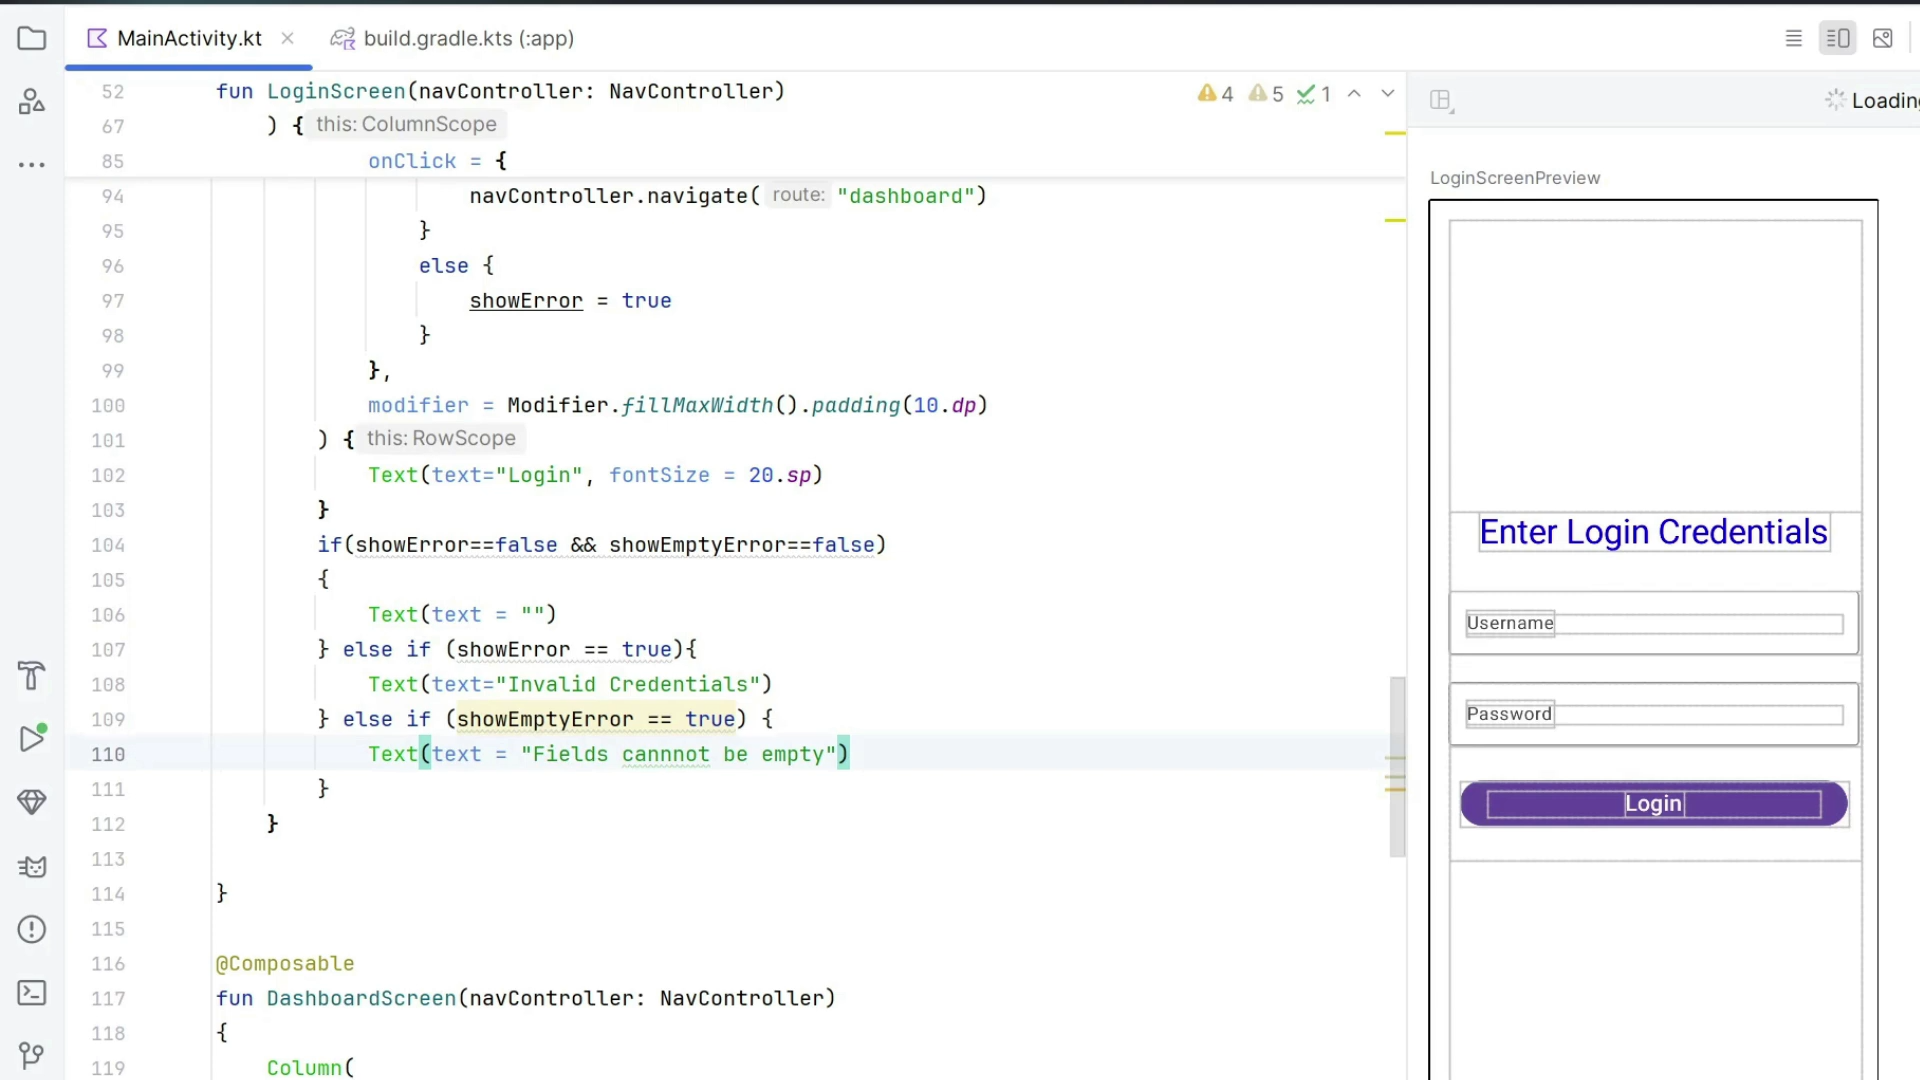 MainActivity.kt
build.gradle.kts (:app)
4 5 1
Loading
52 fun LoginScreen(navController: NavController)
67 ) { this: ColumnScope
85 onClick = {
94 navController.navigate( route: "dashboard")
95 }
96 else {
97 showError = true
98 }
99 },
100 modifier = Modifier.fillMaxWidth().padding(10.dp)
101 ) { this: RowScope
102 Text(text="Login", fontSize = 20.sp)
103 }
104 if(showError==false && showEmptyError==false)
105 {
106 Text(text = "")
107 } else if (showError == true){
108 Text(text="Invalid Credentials")
109 } else if (showEmptyError == true) {
110 Text(text = "Fields cannnot be empty")
111 }
112 }
113
114 }
115
116 @Composable
117 fun DashboardScreen(navController: NavController)
118 {
119 Column(
LoginScreenPreview
Enter Login Credentials
Username
Password
Login